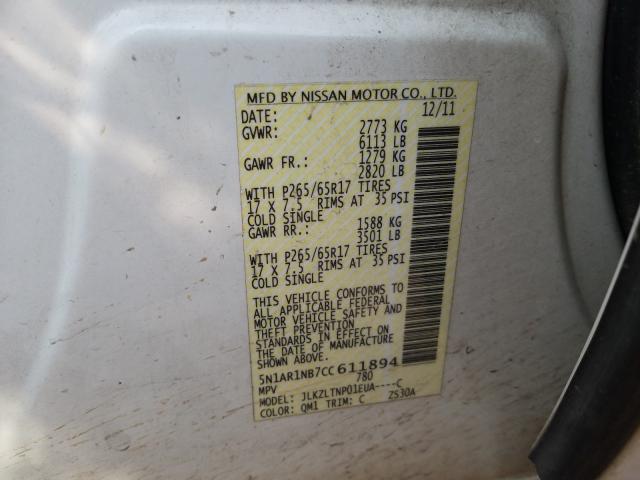 MFD BY NISSAN MOTOR CO., LTD.
DATE: 12/11
GVWR: 2773 KG
6113 LB
GAWR FR.: 1279 KG
2820 LB
WITH P265/65R17 TIRES
17 X 7.5 RIMS AT 35 PSI
COLD SINGLE
GAWR RR.: 1588 KG
3501 LB
WITH P265/65R17 TIRES
17 X 7.5 RIMS AT 35 PSI
COLD SINGLE
THIS VEHICLE CONFORMS TO
ALL APPLICABLE FEDERAL
MOTOR VEHICLE SAFETY AND
THEFT PREVENTION
STANDARDS IN EFFECT ON
THE DATE OF MANUFACTURE
SHOWN ABOVE.
5N1AR1NB7CC611894
MPV 780
MODEL: JLKZLTNP01EUA----C
COLOR: QM1 TRIM: C ZS30A